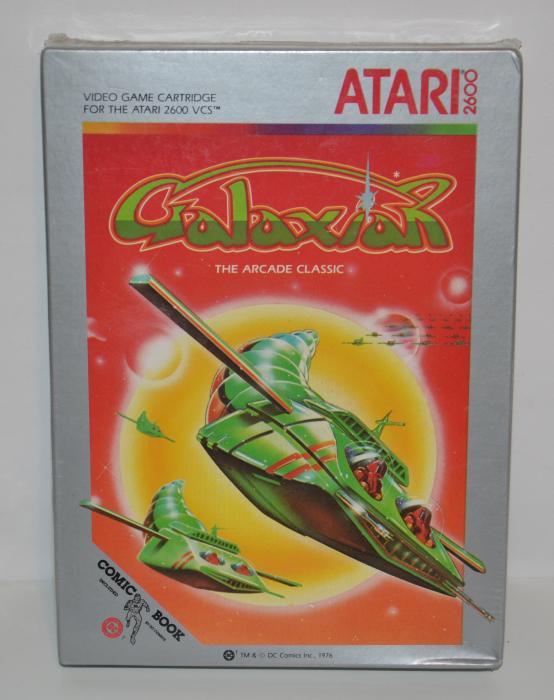 VIDEO GAME CARTRIDGE
FOR THE ATARI 2600 VCS™
ATARI®
2600
Galaxian*
THE ARCADE CLASSIC
COMIC BOOK
INCLUDED
TM & © DC Comics Inc., 1976